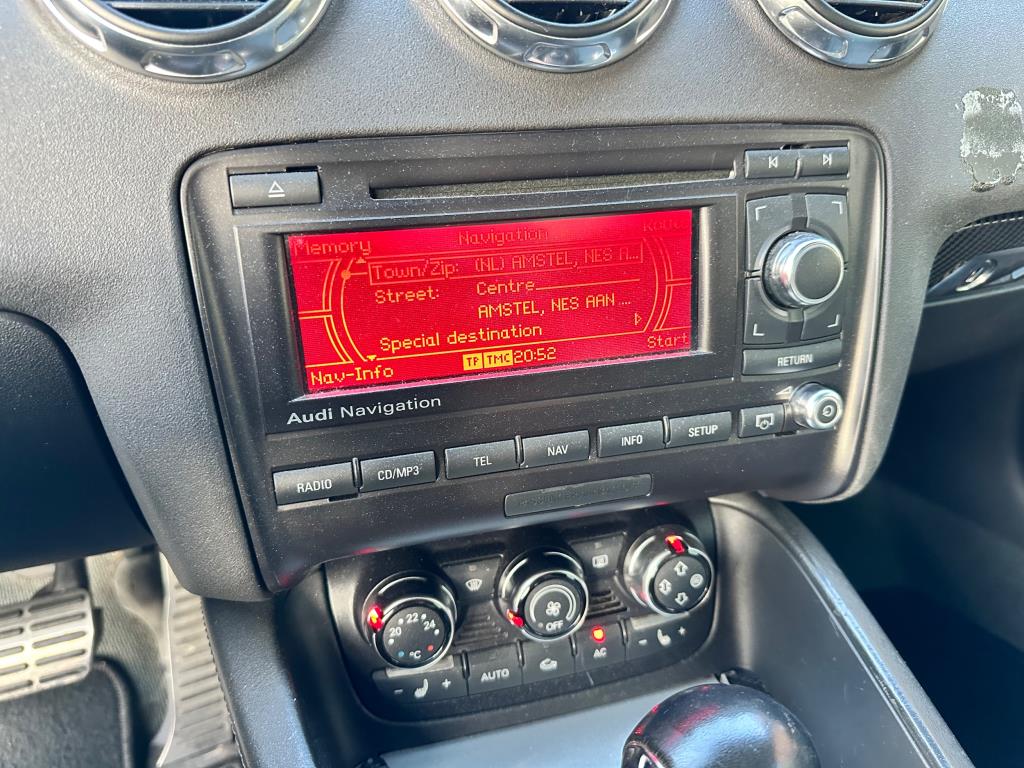 Memory Navigation Route
Town/Zip: (NL) AMSTEL, NES A...
Street: Centre
AMSTEL, NES AAN ....
Special destination
Start
Nav-Info TP TMC 20:52
RETURN
Audi Navigation
RADIO CD/MP3 TEL NAV INFO SETUP
20 22 24
°C
OFF
- + AUTO AC - +